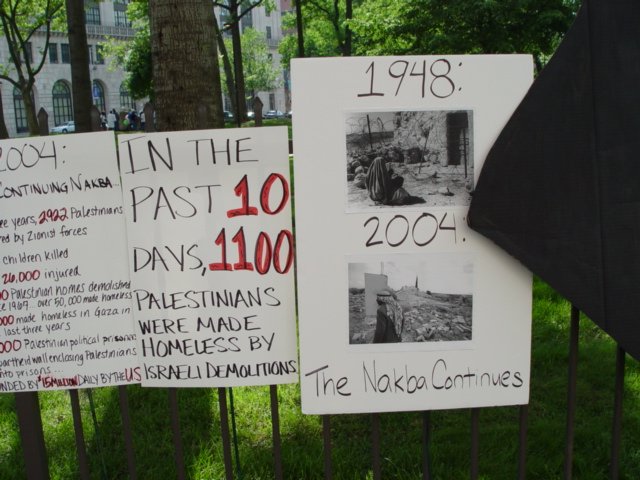 2004:
CONTINUING NAKBA
years, 2922 Palestinians
by Zionist forces
children killed
26,000 injured
Palestinian homes demolished
over 50,000 made homeless
made homeless in Gaza in
last three years
Palestinian political prisoners
wall enclosing Palestinians
prisons...
$15 MILLION DAILY BY THE US
IN THE
PAST 10
DAYS, 1100
PALESTINIANS
WERE MADE
HOMELESS BY
ISRAELI DEMOLITIONS
1948:
2004:
The Nakba Continues